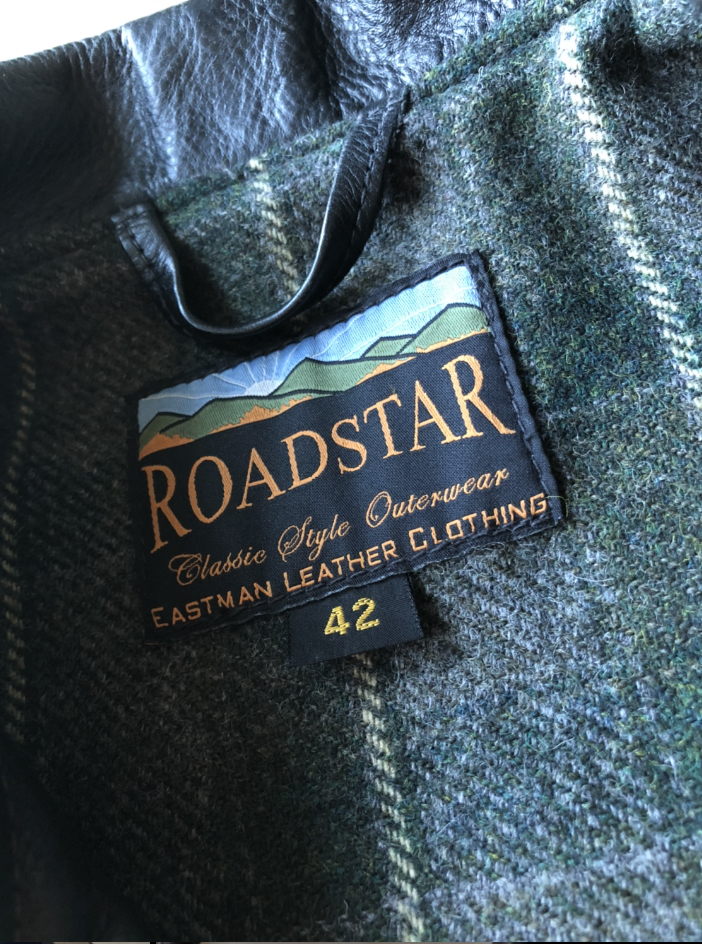 ROADSTAR
Classic Style Outerwear
EASTMAN LEATHER CLOTHING
42